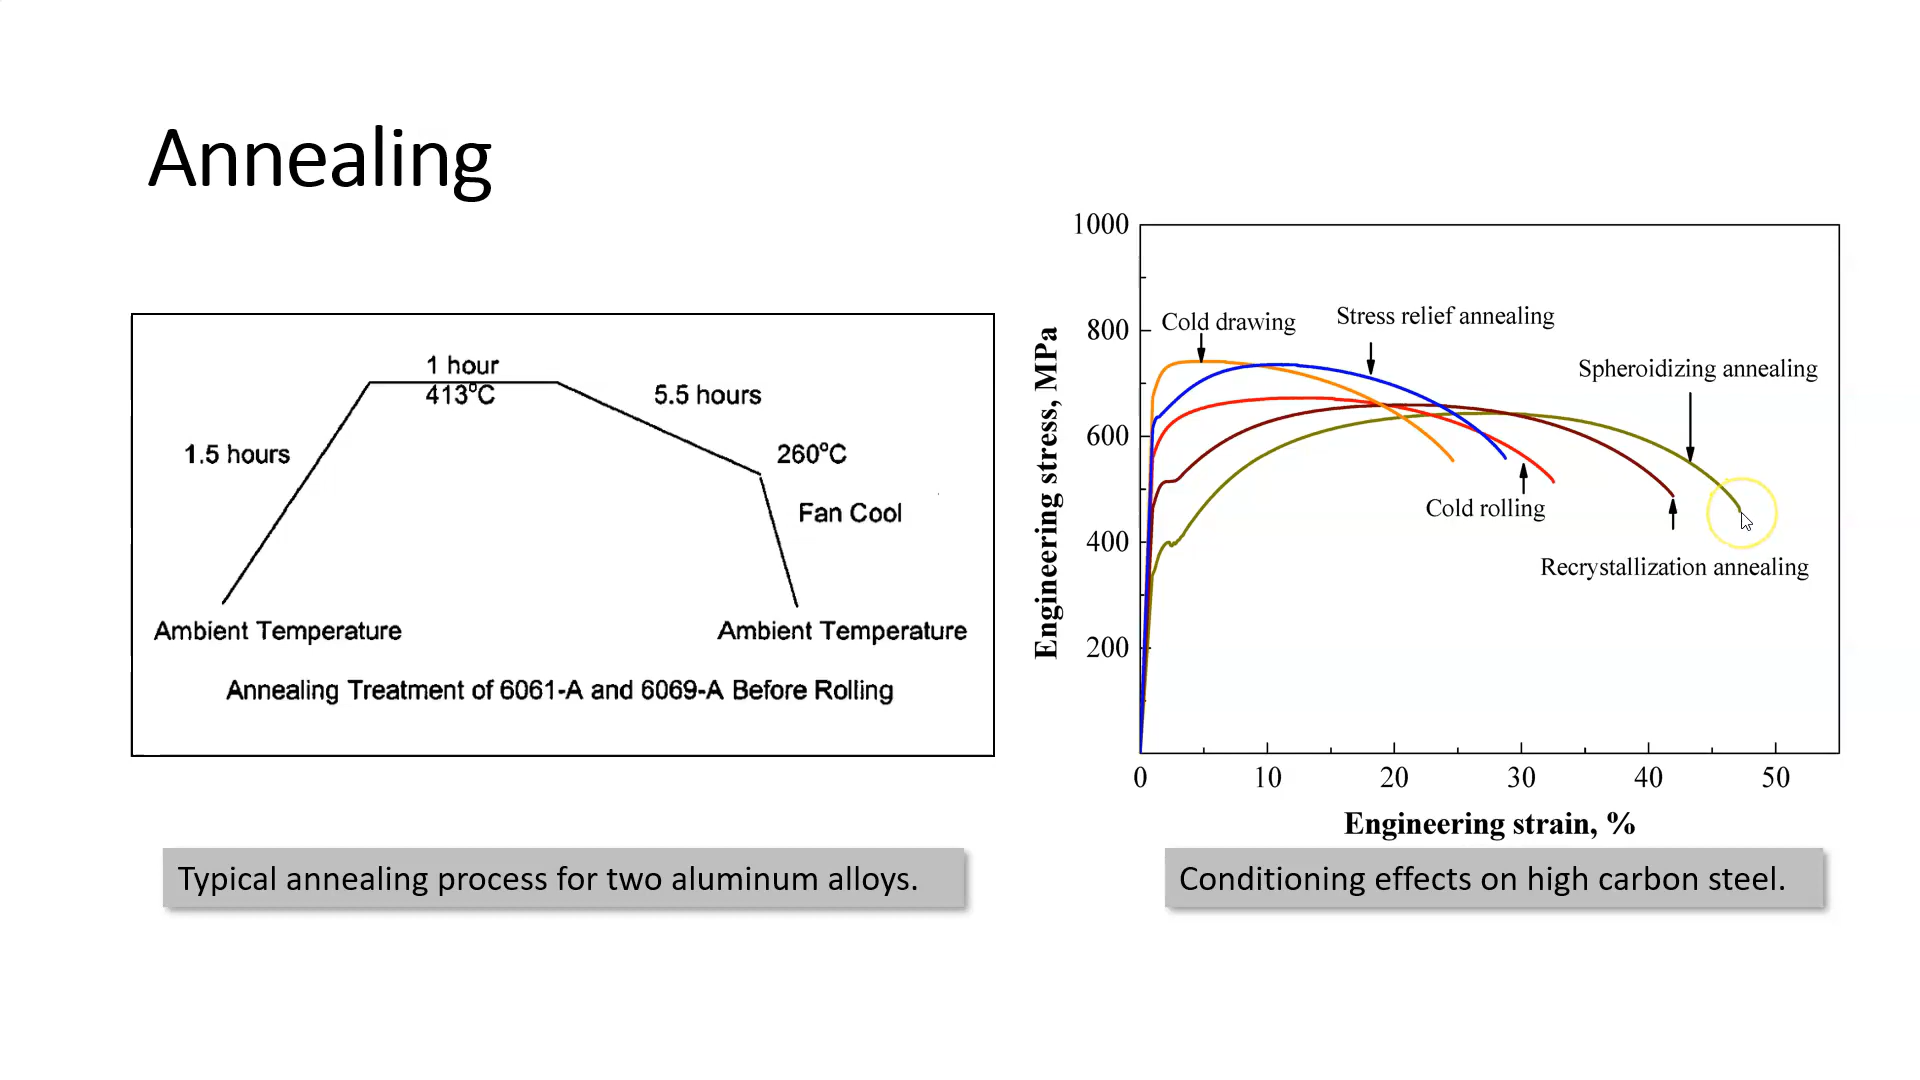 Annealing
1 hour
413°C
5.5 hours
1.5 hours
260°C
Fan Cool
Ambient Temperature
Ambient Temperature
Annealing Treatment of 6061-A and 6069-A Before Rolling
Typical annealing process for two aluminum alloys.
1000
800
600
400
200
Engineering stress, MPa
Cold drawing
Stress relief annealing
Spheroidizing annealing
Cold rolling
Recrystallization annealing
0 10 20 30 40 50
Engineering strain, %
Conditioning effects on high carbon steel.